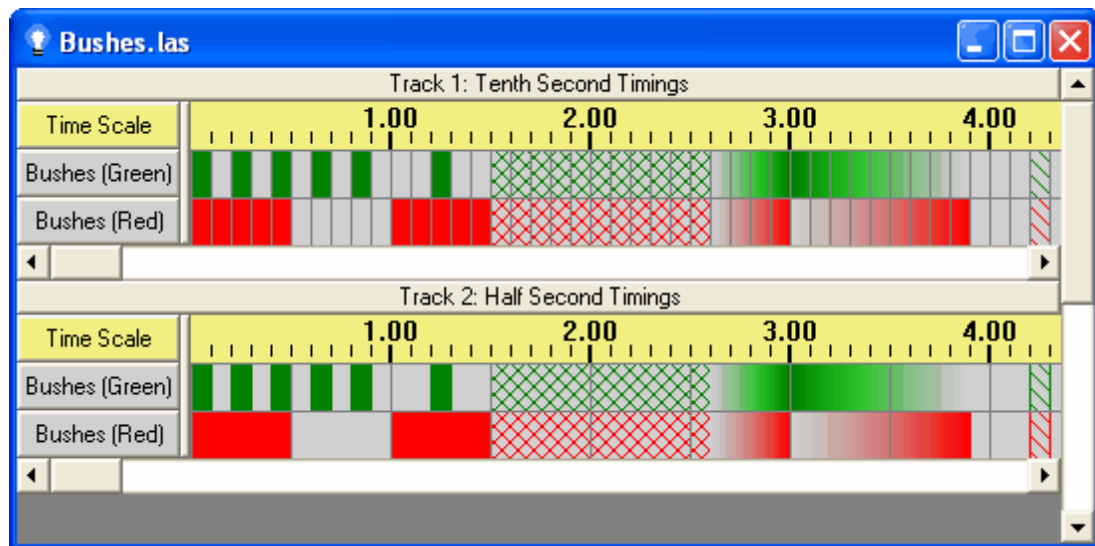 Bushes.las
Track 1: Tenth Second Timings
Time Scale 1.00 2.00 3.00 4.00
Bushes (Green)
Bushes (Red)
Track 2: Half Second Timings
Time Scale 1.00 2.00 3.00 4.00
Bushes (Green)
Bushes (Red)